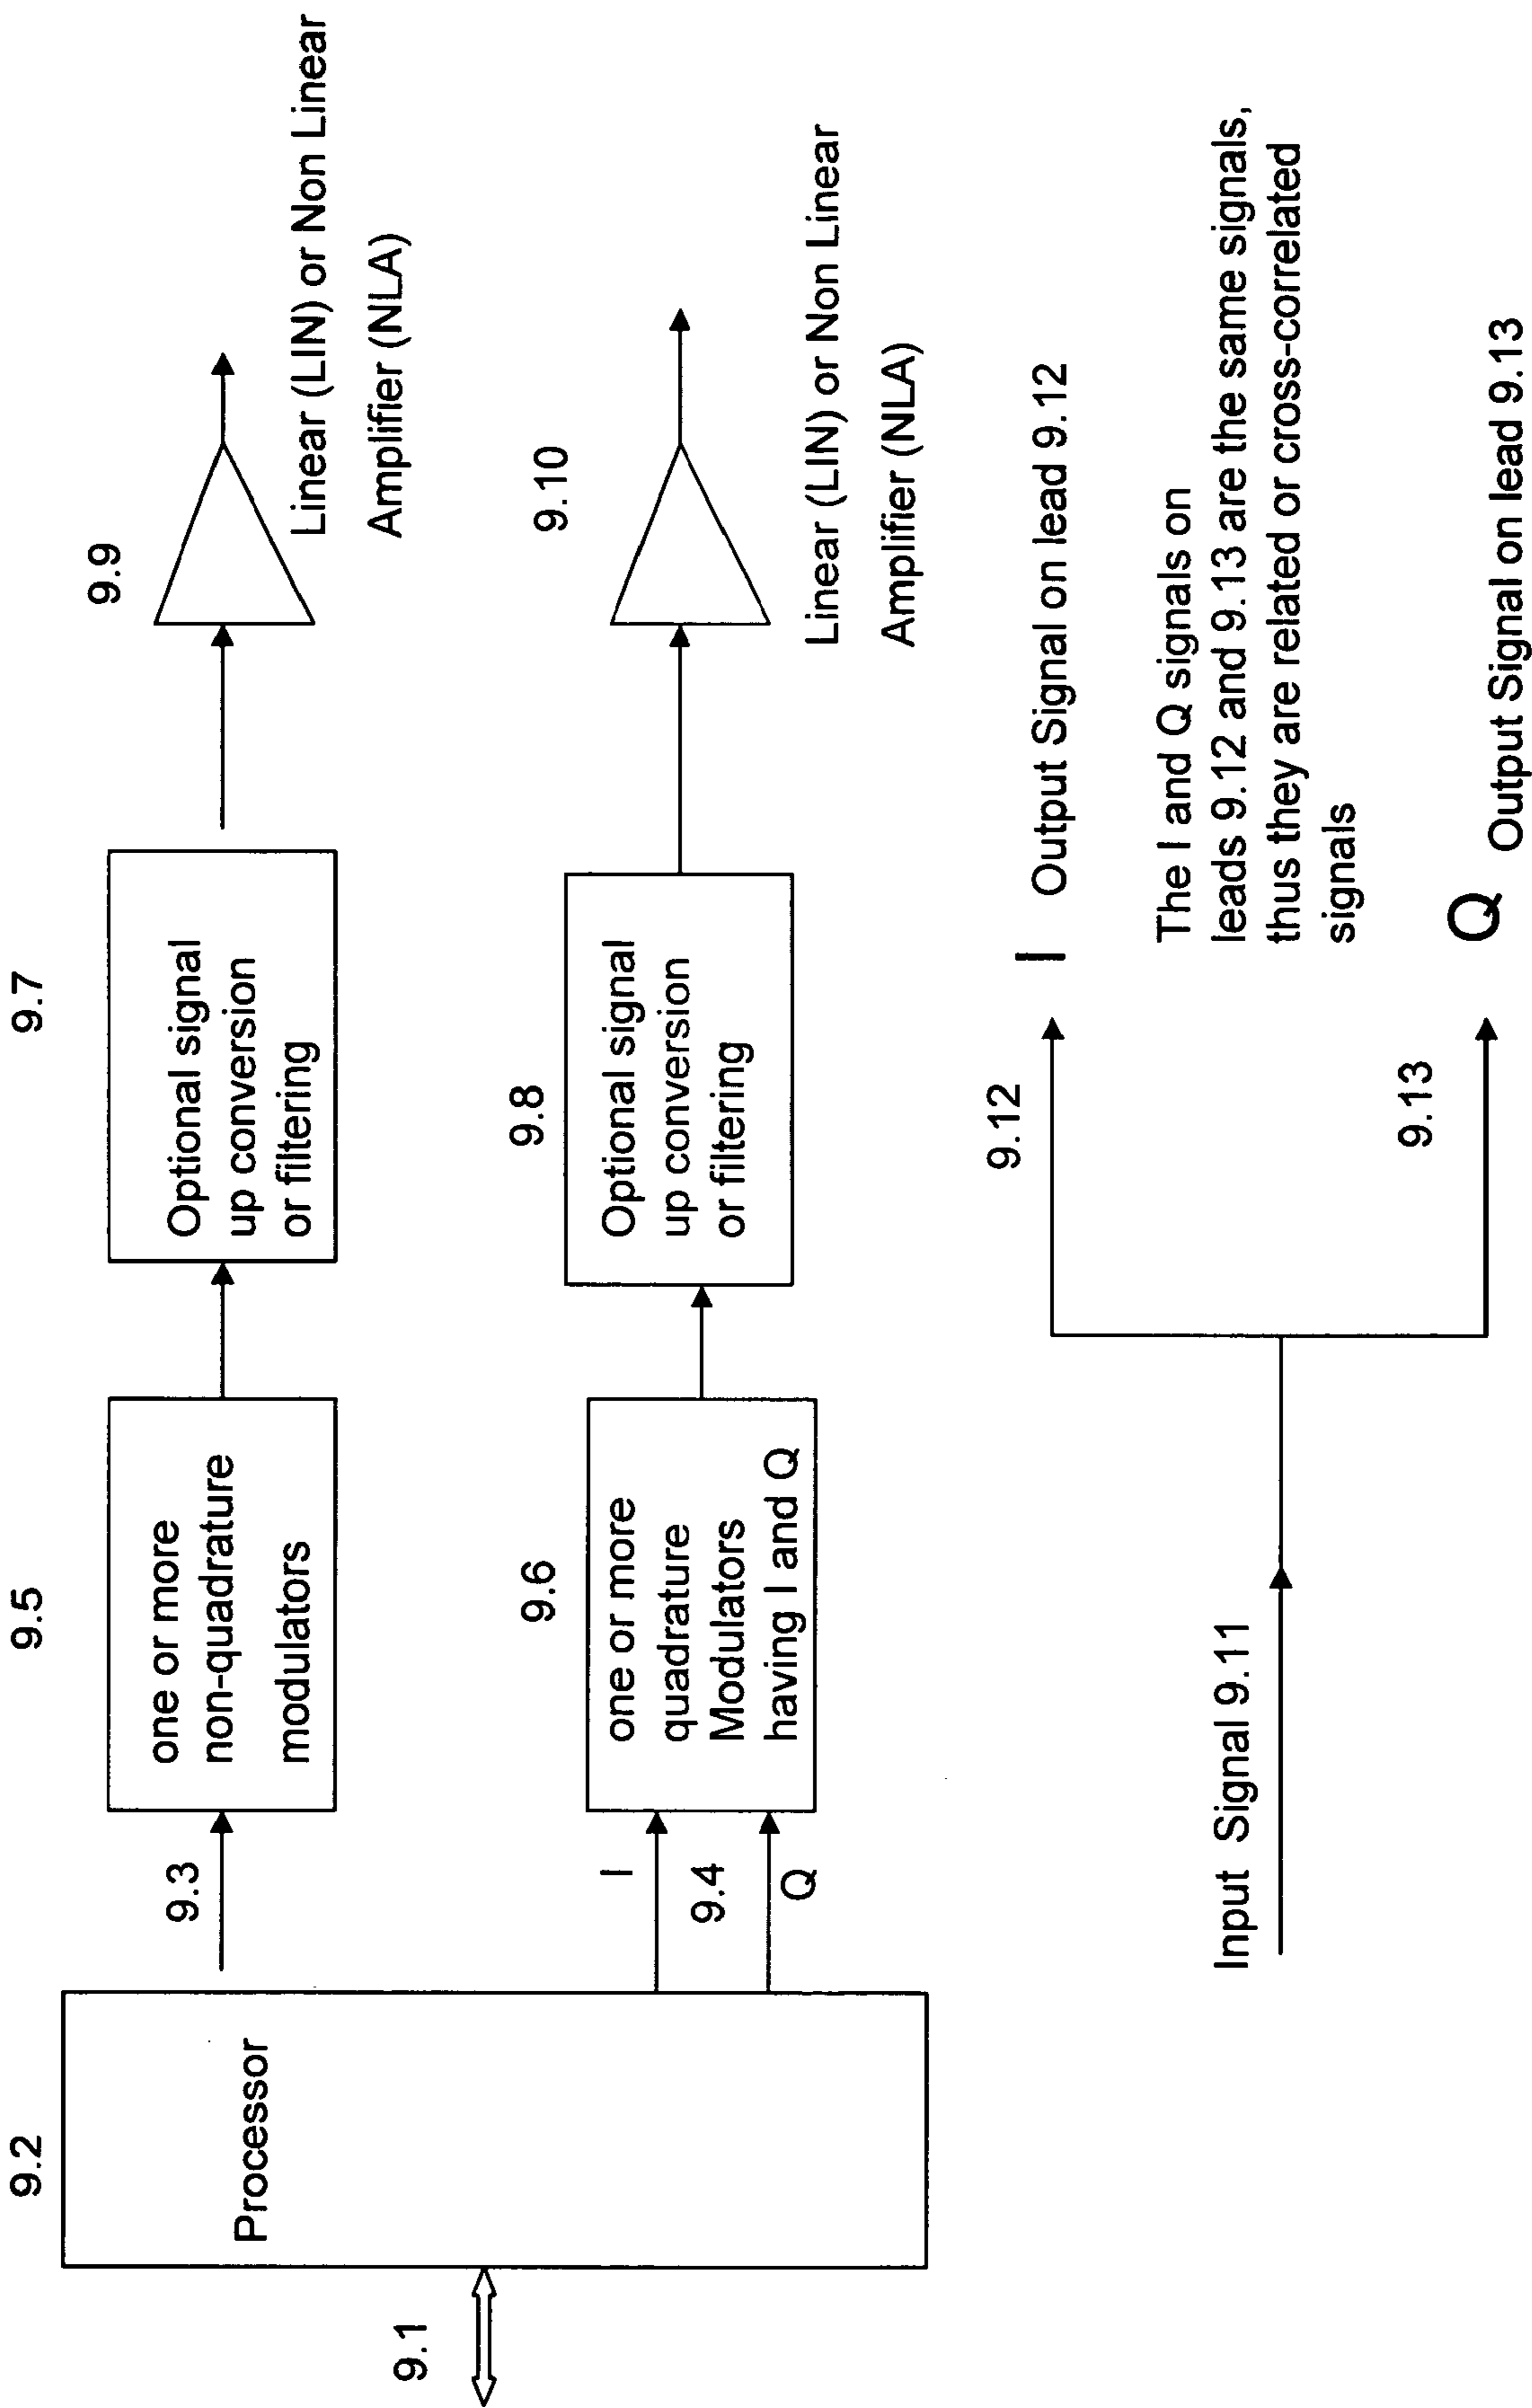 9.2
Processor
9.1
9.3
9.5
one or more
non-quadrature
modulators
9.7
Optional signal
up conversion
or filtering
9.9
Linear (LIN) or Non Linear
Amplifier (NLA)
I
9.4
Q
9.6
one or more
quadrature
Modulators
having I and Q
9.8
Optional signal
up conversion
or filtering
9.10
Linear (LIN) or Non Linear
Amplifier (NLA)
Input Signal 9.11
9.12
I Output Signal on lead 9.12
The I and Q signals on
leads 9.12 and 9.13 are the same signals,
thus they are related or cross-correlated
signals
9.13
Q Output Signal on lead 9.13